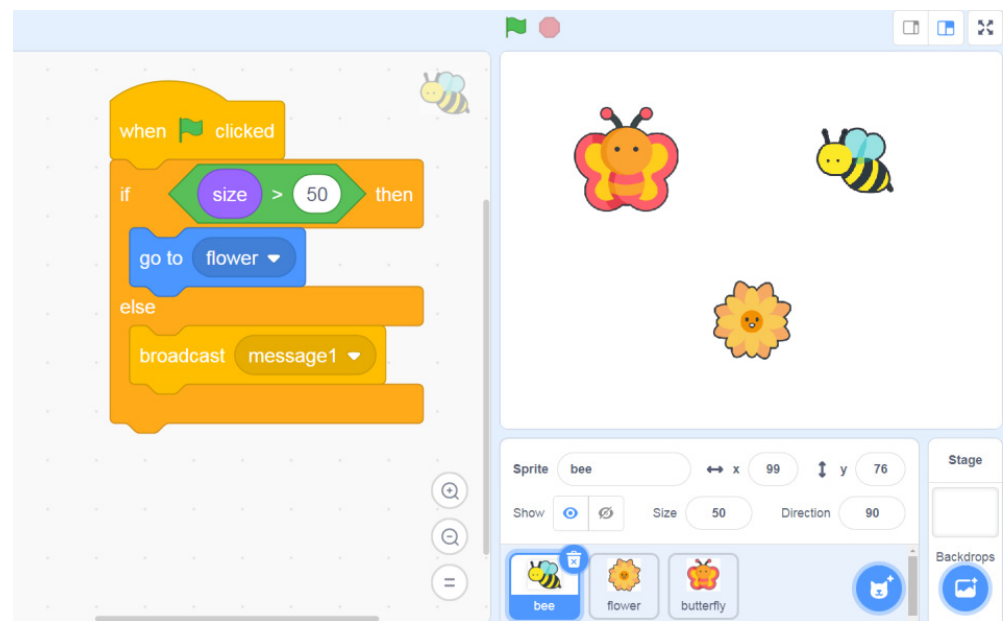 when clicked
if size > 50 then
go to flower
else
broadcast message1
Sprite bee x 99 y 76
Show Size 50 Direction 90
bee flower butterfly
Stage
Backdrops